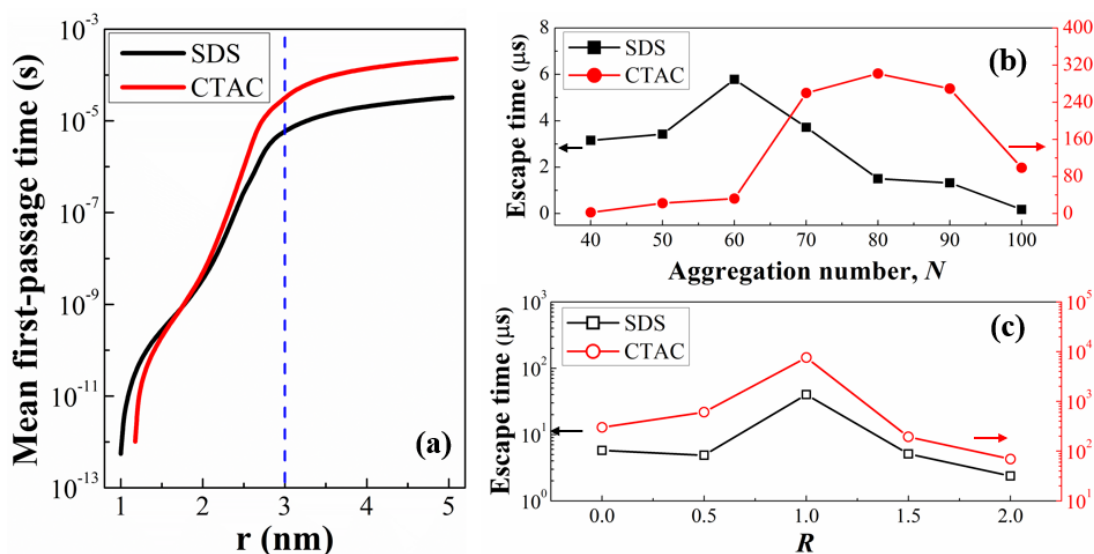 Mean first-passage time (s)
10⁻³
10⁻⁵
10⁻⁷
10⁻⁹
10⁻¹¹
10⁻¹³
SDS
CTAC
(a)
1 2 3 4 5
r (nm)
Escape time (μs)
8
6
4
2
0
SDS
CTAC
(b)
400
320
240
160
80
0
40 50 60 70 80 90 100
Aggregation number, N
Escape time (μs)
10³
10²
10¹
10⁰
SDS
CTAC
(c)
10⁵
10⁴
10³
10²
10¹
0.0 0.5 1.0 1.5 2.0
R